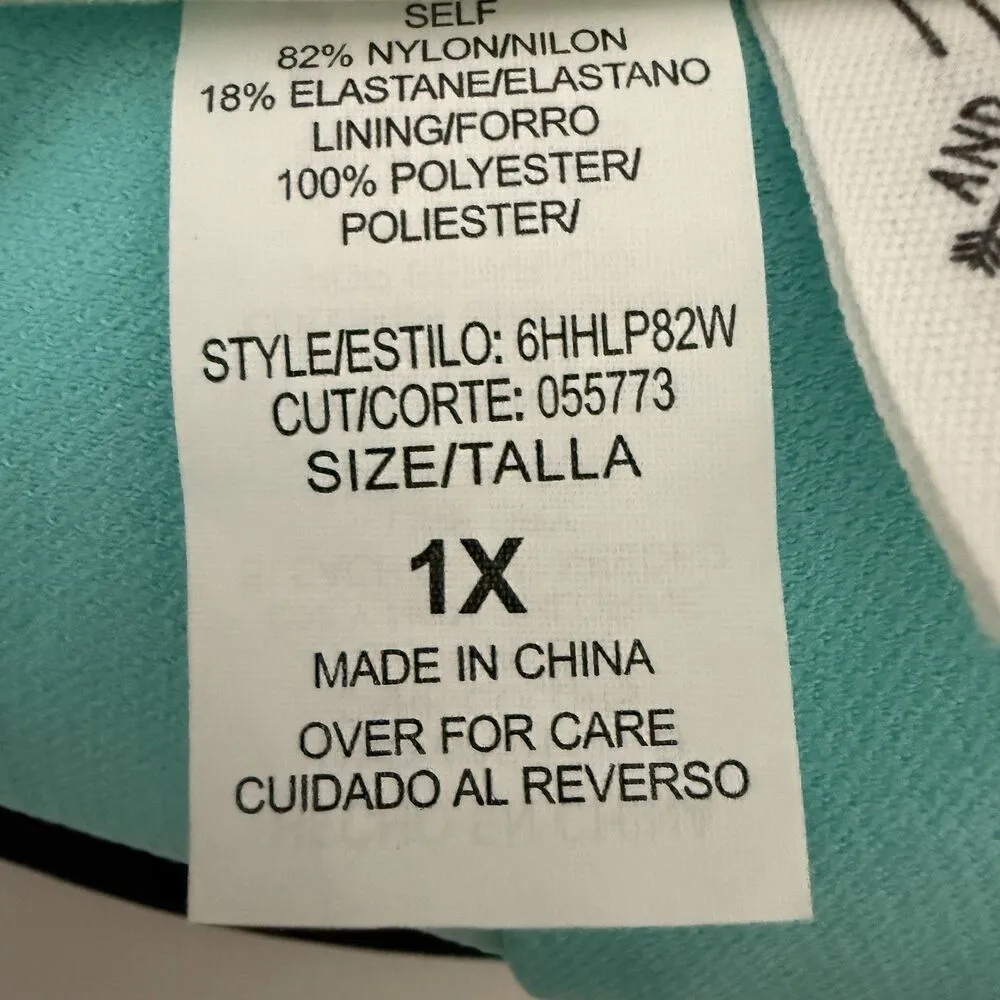 SELF
82% NYLON/NILON
18% ELASTANE/ELASTANO
LINING/FORRO
100% POLYESTER/
POLIESTER/
STYLE/ESTILO: 6HHLP82W
CUT/CORTE: 055773
SIZE/TALLA
1X
MADE IN CHINA
OVER FOR CARE
CUIDADO AL REVERSO
AND